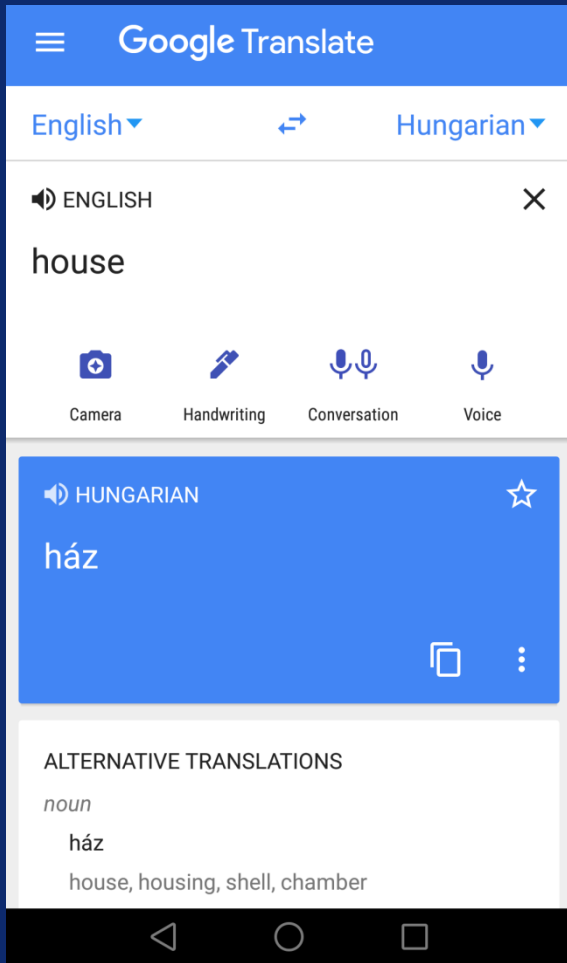 Google Translate
English Hungarian
ENGLISH
house
Camera Handwriting Conversation Voice
HUNGARIAN
ház
ALTERNATIVE TRANSLATIONS
noun
ház
house, housing, shell, chamber